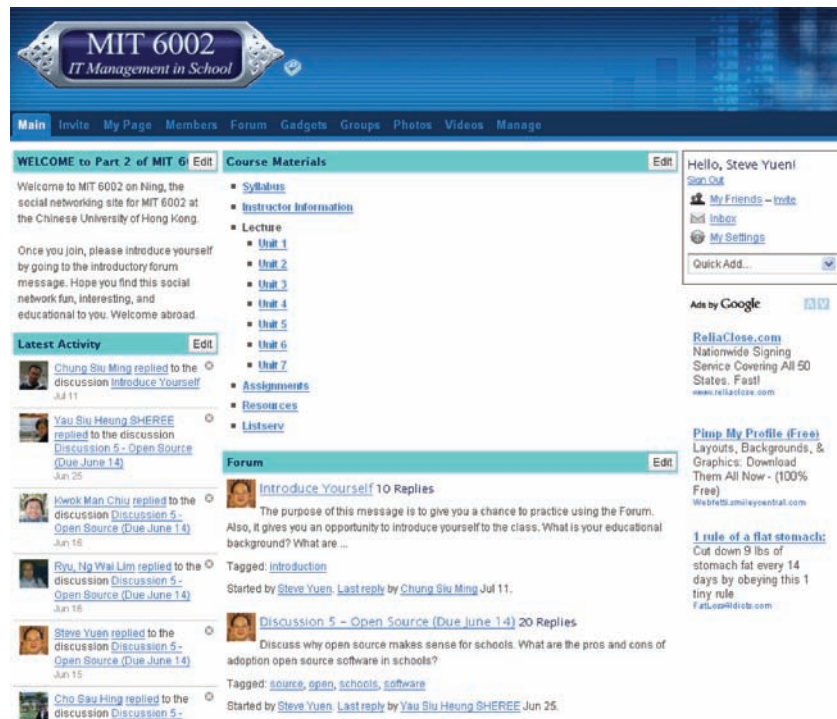 MIT 6002
IT Management in School
Main Invite My Page Members Forum Gadgets Groups Photos Videos Manage
WELCOME to Part 2 of MIT 6 Edit
Welcome to MIT 6002 on Ning, the
social networking site for MIT 6002 at
the Chinese University of Hong Kong.
Once you join, please introduce yourself
by going to the introductory forum
message. Hope you find this social
network fun, interesting, and
educational to you. Welcome abroad.
Latest Activity Edit
Chung Siu Ming replied to the
discussion Introduce Yourself
Jul 11
Yau Siu Heung SHEREE
replied to the discussion
Discussion 5 - Open Source
(Due June 14)
Jun 25
Kwok Man Chiu replied to the
discussion Discussion 5 -
Open Source (Due June 14)
Jun 16
Ryu, Ng Wai Lim replied to the
discussion Discussion 5 -
Open Source (Due June 14)
Jun 16
Steve Yuen replied to the
discussion Discussion 5 -
Open Source (Due June 14)
Jun 15
Cho Sau Hing replied to the
discussion Discussion 5 -
Course Materials Edit
Syllabus
Instructor Information
Lecture
Unit 1
Unit 2
Unit 3
Unit 4
Unit 5
Unit 6
Unit 7
Assignments
Resources
Listserv
Forum Edit
Introduce Yourself 10 Replies
The purpose of this message is to give you a chance to practice using the Forum.
Also, it gives you an opportunity to introduce yourself to the class. What is your educational
background? What are ...
Tagged: introduction
Started by Steve Yuen. Last reply by Chung Siu Ming Jul 11.
Discussion 5 – Open Source (Due June 14) 20 Replies
Discuss why open source makes sense for schools. What are the pros and cons of
adoption open source software in schools?
Tagged: source, open, schools, software
Started by Steve Yuen. Last reply by Yau Siu Heung SHEREE Jun 25.
Hello, Steve Yuen!
Sign Out
My Friends – Invite
Inbox
My Settings
Quick Add...
Ads by Google
ReliaClose.com
Nationwide Signing
Service Covering All 50
States. Fast!
www.reliaclose.com
Pimp My Profile (Free)
Layouts, Backgrounds, &
Graphics: Download
Them All Now - (100%
Free)
Webfetti.smileycentral.com
1 rule of a flat stomach:
Cut down 9 lbs of
stomach fat every 14
days by obeying this 1
tiny rule
FatLoss4Idiots.com